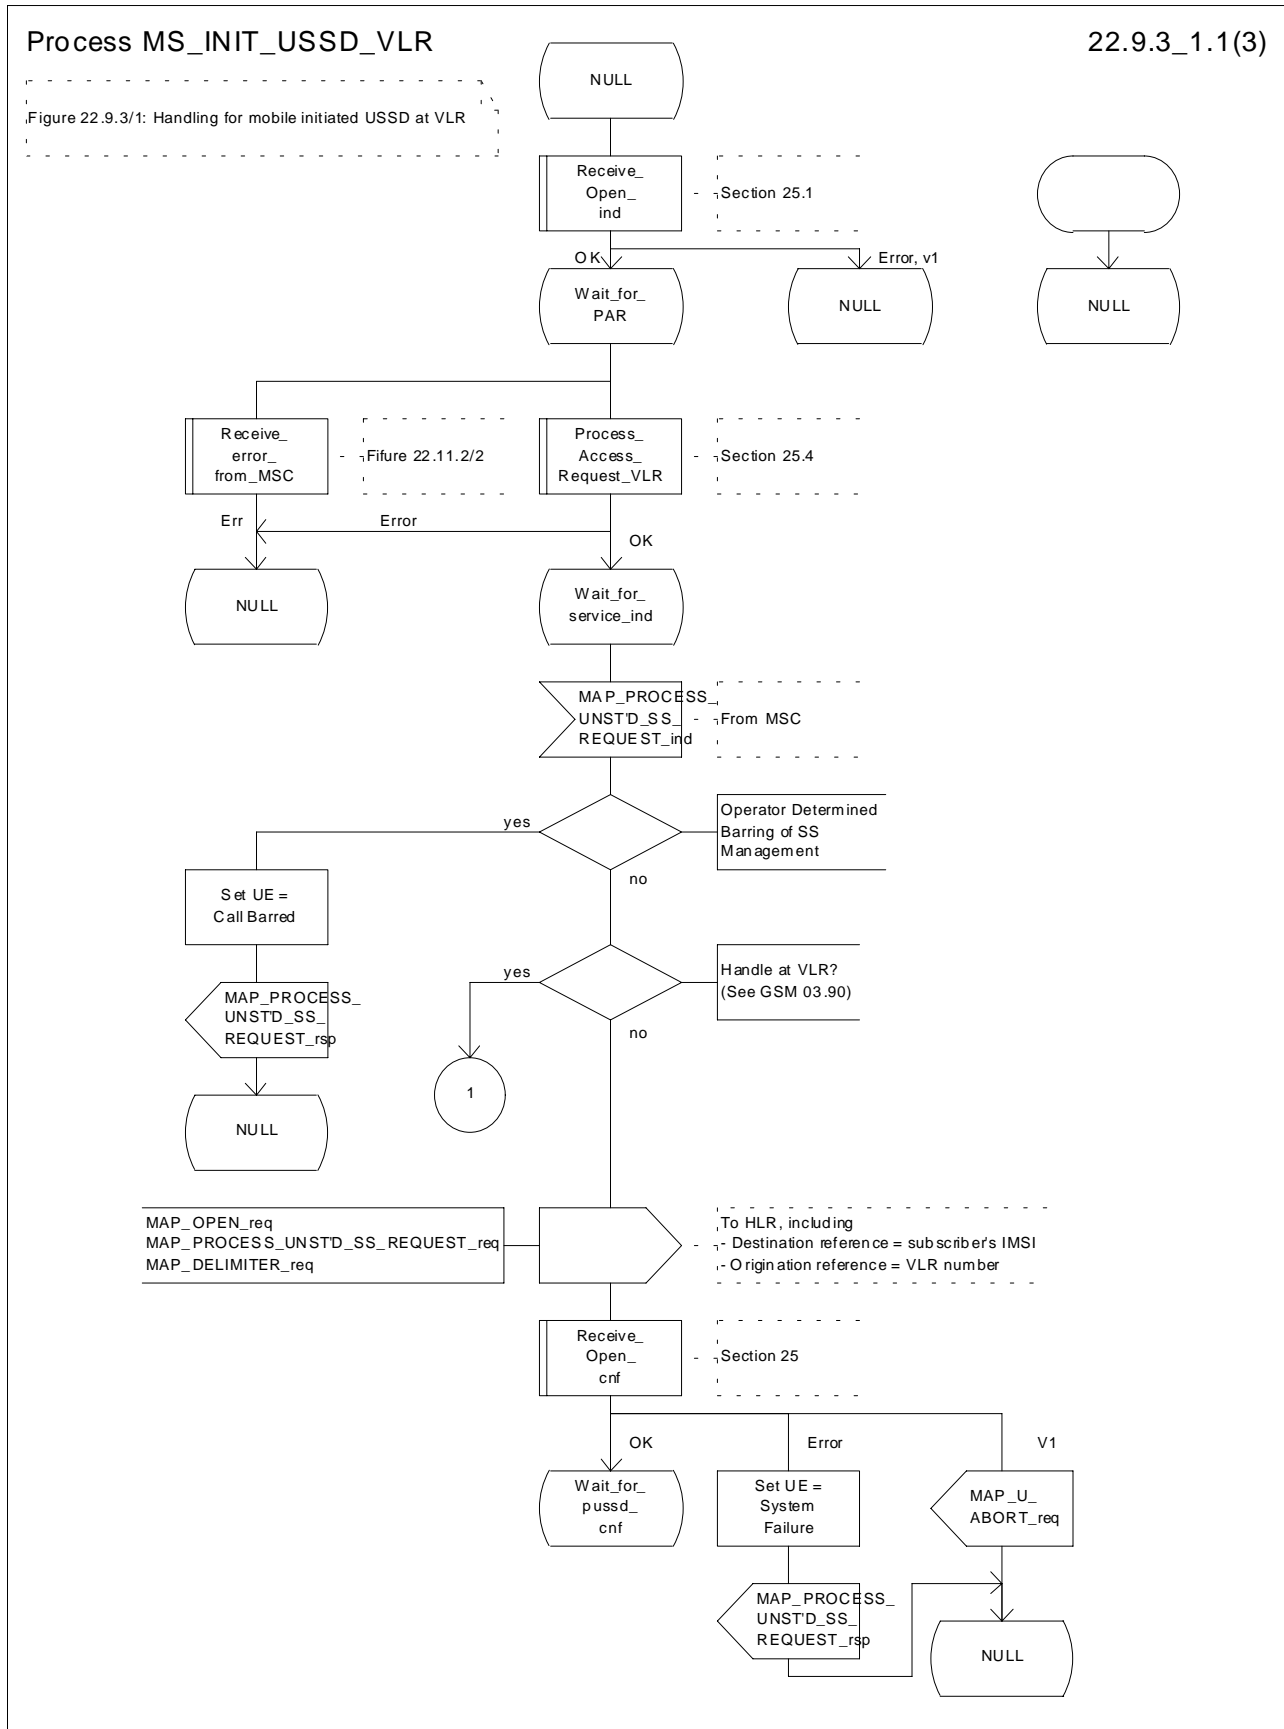 Process MS_INIT_USSD_VLR
22.9.3_1.1(3)
Figure 22.9.3/1: Handling for mobile initiated USSD at VLR
NULL
Receive_
Open_
ind
Section 25.1
OK
Error, v1
Wait_for_
PAR
NULL
NULL
Receive_
error_
from_MSC
Fifure 22.11.2/2
Process_
Access_
Request_VLR
Section 25.4
Err
Error
OK
NULL
Wait_for_
service_ind
MAP_PROCESS_
UNST'D_SS_
REQUEST_ind
From MSC
yes
Operator Determined
Barring of SS
Management
no
Set UE =
Call Barred
yes
Handle at VLR?
(See GSM 03.90)
no
MAP_PROCESS_
UNST'D_SS_
REQUEST_rsp
1
NULL
MAP_OPEN_req
MAP_PROCESS_UNST'D_SS_REQUEST_req
MAP_DELIMITER_req
To HLR, including
- Destination reference = subscriber's IMSI
- Origination reference = VLR number
Receive_
Open_
cnf
Section 25
OK
Error
V1
Wait_for_
pussd_
cnf
Set UE =
System
Failure
MAP_U_
ABORT_req
MAP_PROCESS_
UNST'D_SS_
REQUEST_rsp
NULL